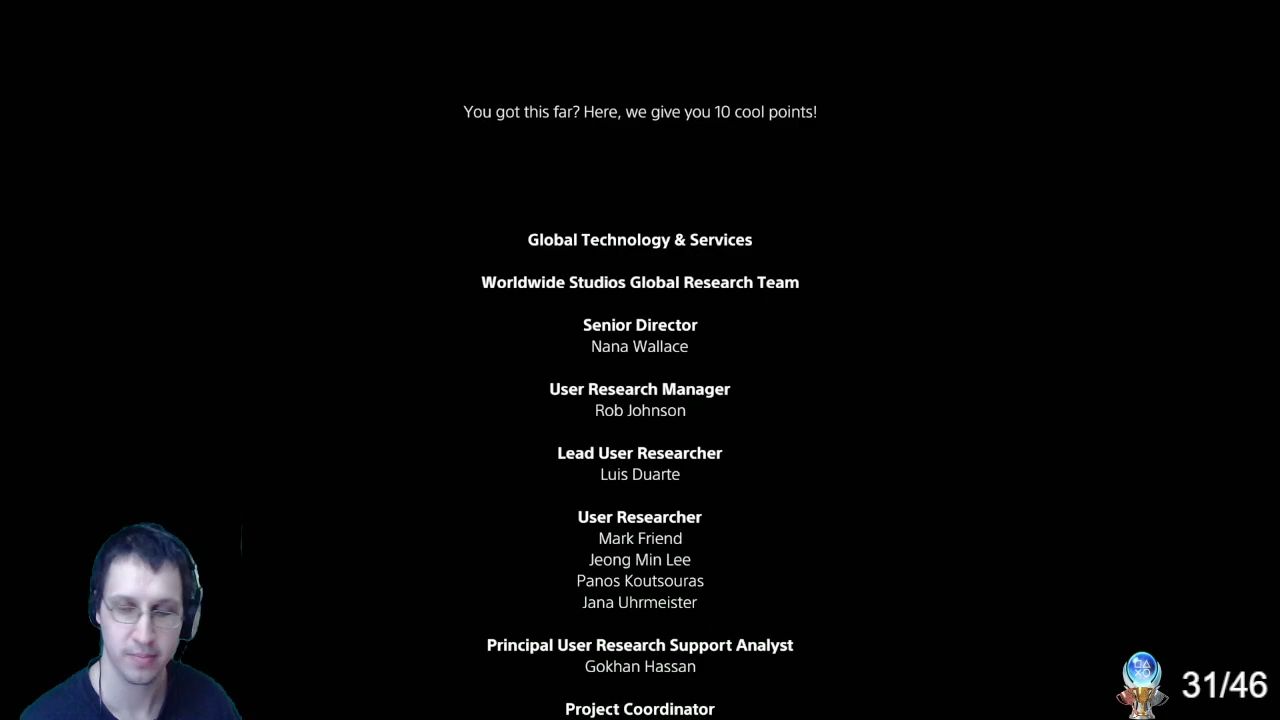 You got this far? Here, we give you 10 cool points!
Global Technology & Services
Worldwide Studios Global Research Team
Senior Director
Nana Wallace
User Research Manager
Rob Johnson
Lead User Researcher
Luis Duarte
User Researcher
Mark Friend
Jeong Min Lee
Panos Koutsouras
Jana Uhrmeister
Principal User Research Support Analyst
Gokhan Hassan
Project Coordinator
31/46